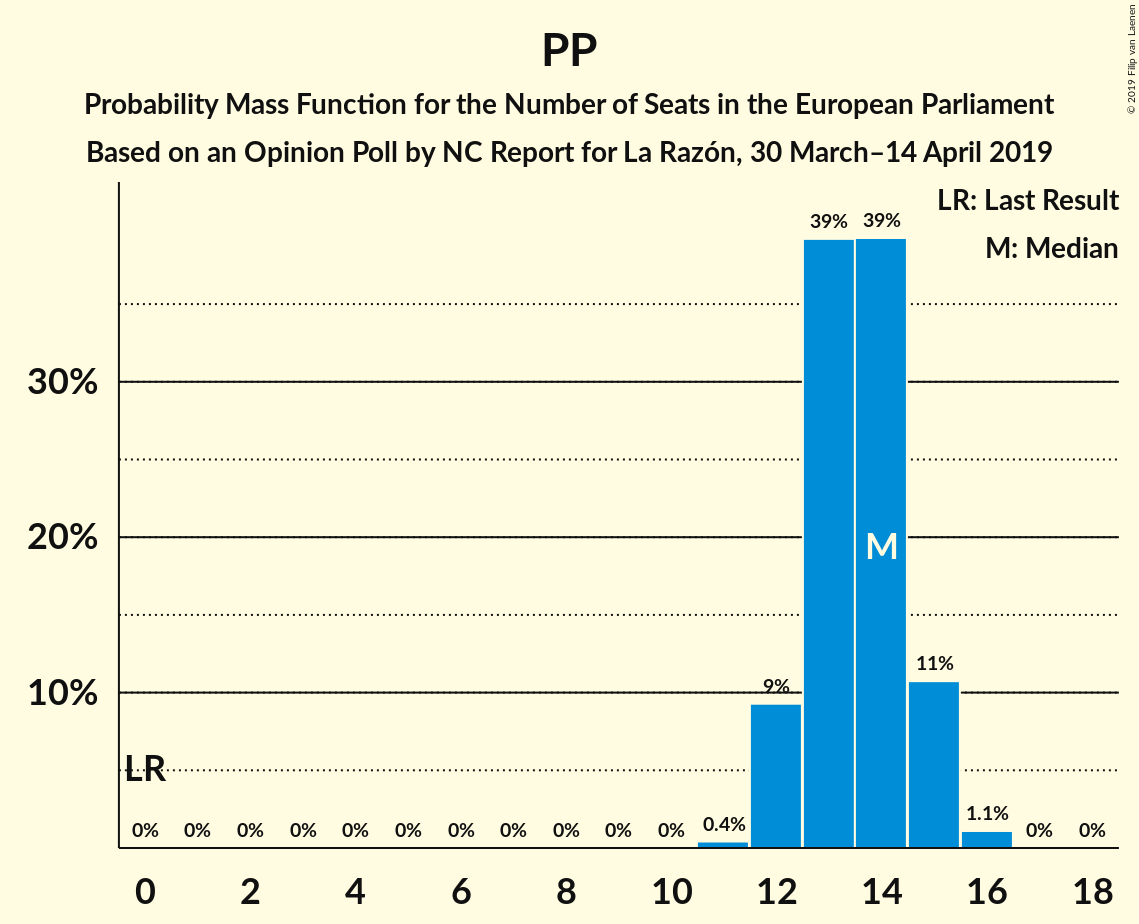 PP
Probability Mass Function for the Number of Seats in the European Parliament
Based on an Opinion Poll by NC Report for La Razón, 30 March–14 April 2019
© 2019 Filip van Laenen
LR: Last Result
M: Median
39% 39%
30%
20%
M
11%
10%
9%
LR
0% 0% 0% 0% 0% 0% 0% 0% 0% 0% 0% 0.4% 1.1% 0% 0%
0 2 4 6 8 10 12 14 16 18